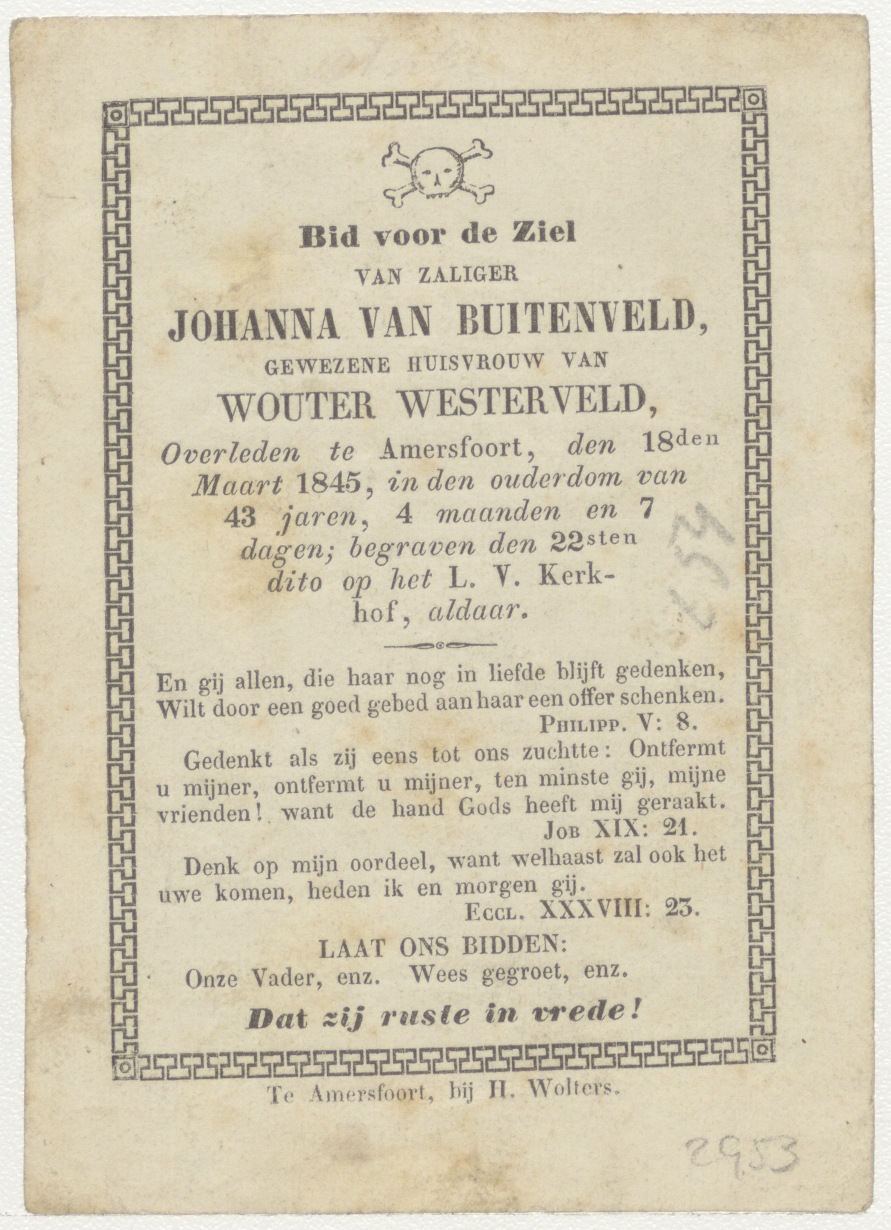 Bid voor de Ziel
VAN ZALIGER
JOHANNA VAN BUITENVELD,
GEWEZENE HUISVROUW VAN
WOUTER WESTERVELD,
Overleden te Amersfoort, den 18den
Maart 1845, in den ouderdom van
43 jaren, 4 maanden en 7
dagen; begraven den 22sten
dito op het L. V. Kerk-
hof, aldaar.
En gij allen, die haar nog in liefde blijft gedenken,
Wilt door een goed gebed aan haar een offer schenken.
PHILIPP. V: 8.
Gedenkt als zij eens tot ons zuchtte: Ontfermt
u mijner, ontfermt u mijner, ten minste gij, mijne
vrienden! want de hand Gods heeft mij geraakt.
JOB XIX: 21.
Denk op mijn oordeel, want welhaast zal ook het
uwe komen, heden ik en morgen gij.
ECCL. XXXVIII: 23.
LAAT ONS BIDDEN:
Onze Vader, enz. Wees gegroet, enz.
Dat zij ruste in vrede!
Te Amersfoort, bij H. Wolters.
2953